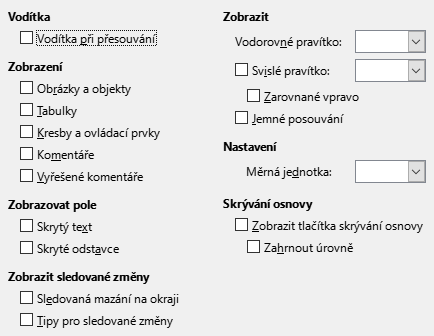 Vodítka
Vodítka při přesouvání
Zobrazení
Obrázky a objekty
Tabulky
Kresby a ovládací prvky
Komentáře
Vyřešené komentáře
Zobrazovat pole
Skrytý text
Skryté odstavce
Zobrazit sledované změny
Sledovaná mazání na okraji
Tipy pro sledované změny
Zobrazit
Vodorovné pravítko:
Svislé pravítko:
Zarovnané vpravo
Jemné posouvání
Nastavení
Měrná jednotka:
Skrývání osnovy
Zobrazit tlačítka skrývání osnovy
Zahrnout úrovně